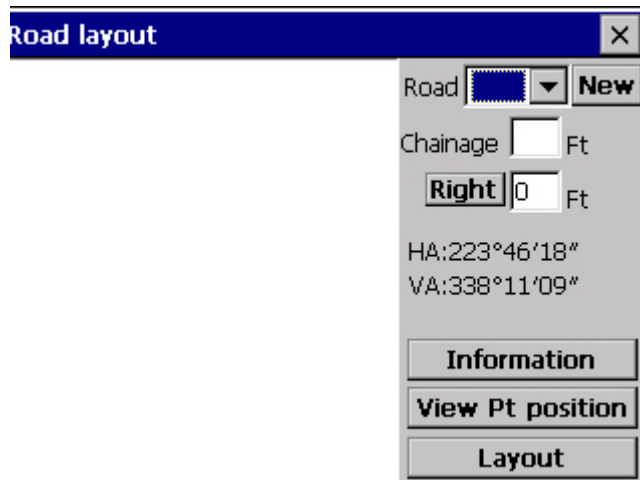 Road layout
Road New
Chainage Ft
Right 0 Ft
HA:223°46′18″
VA:338°11′09″
Information
View Pt position
Layout